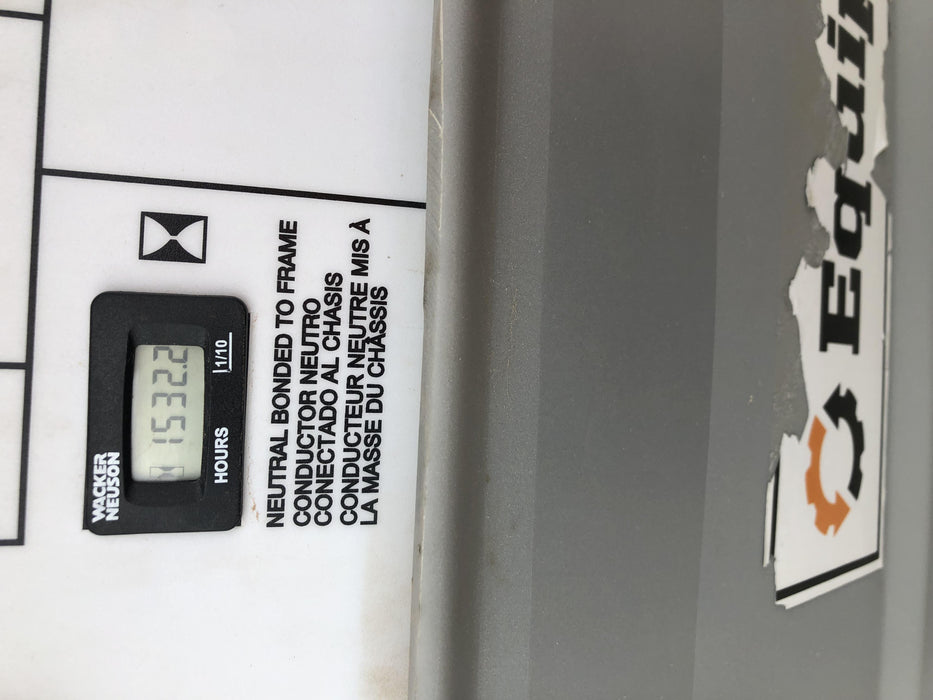 WACKER
NEUSON
1532.2
HOURS
1/10
NEUTRAL BONDED TO FRAME
CONDUCTOR NEUTRO
CONECTADO AL CHASIS
CONDUCTEUR NEUTRE MIS À
LA MASSE DU CHÂSSIS